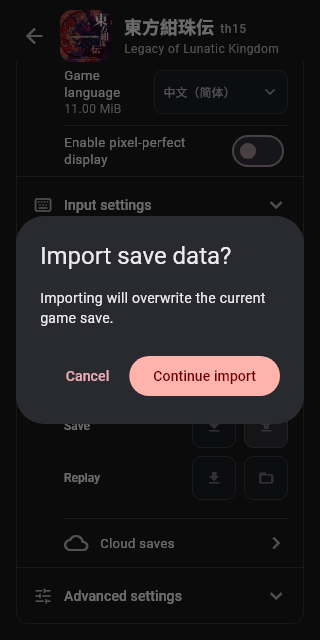 東方紺珠伝 th15
Legacy of Lunatic Kingdom
Game
language
11.00 MiB
中文（简体）
Enable pixel-perfect
display
Input settings
Import save data?
Importing will overwrite the current
game save.
Cancel
Continue import
Save
Replay
Cloud saves
Advanced settings